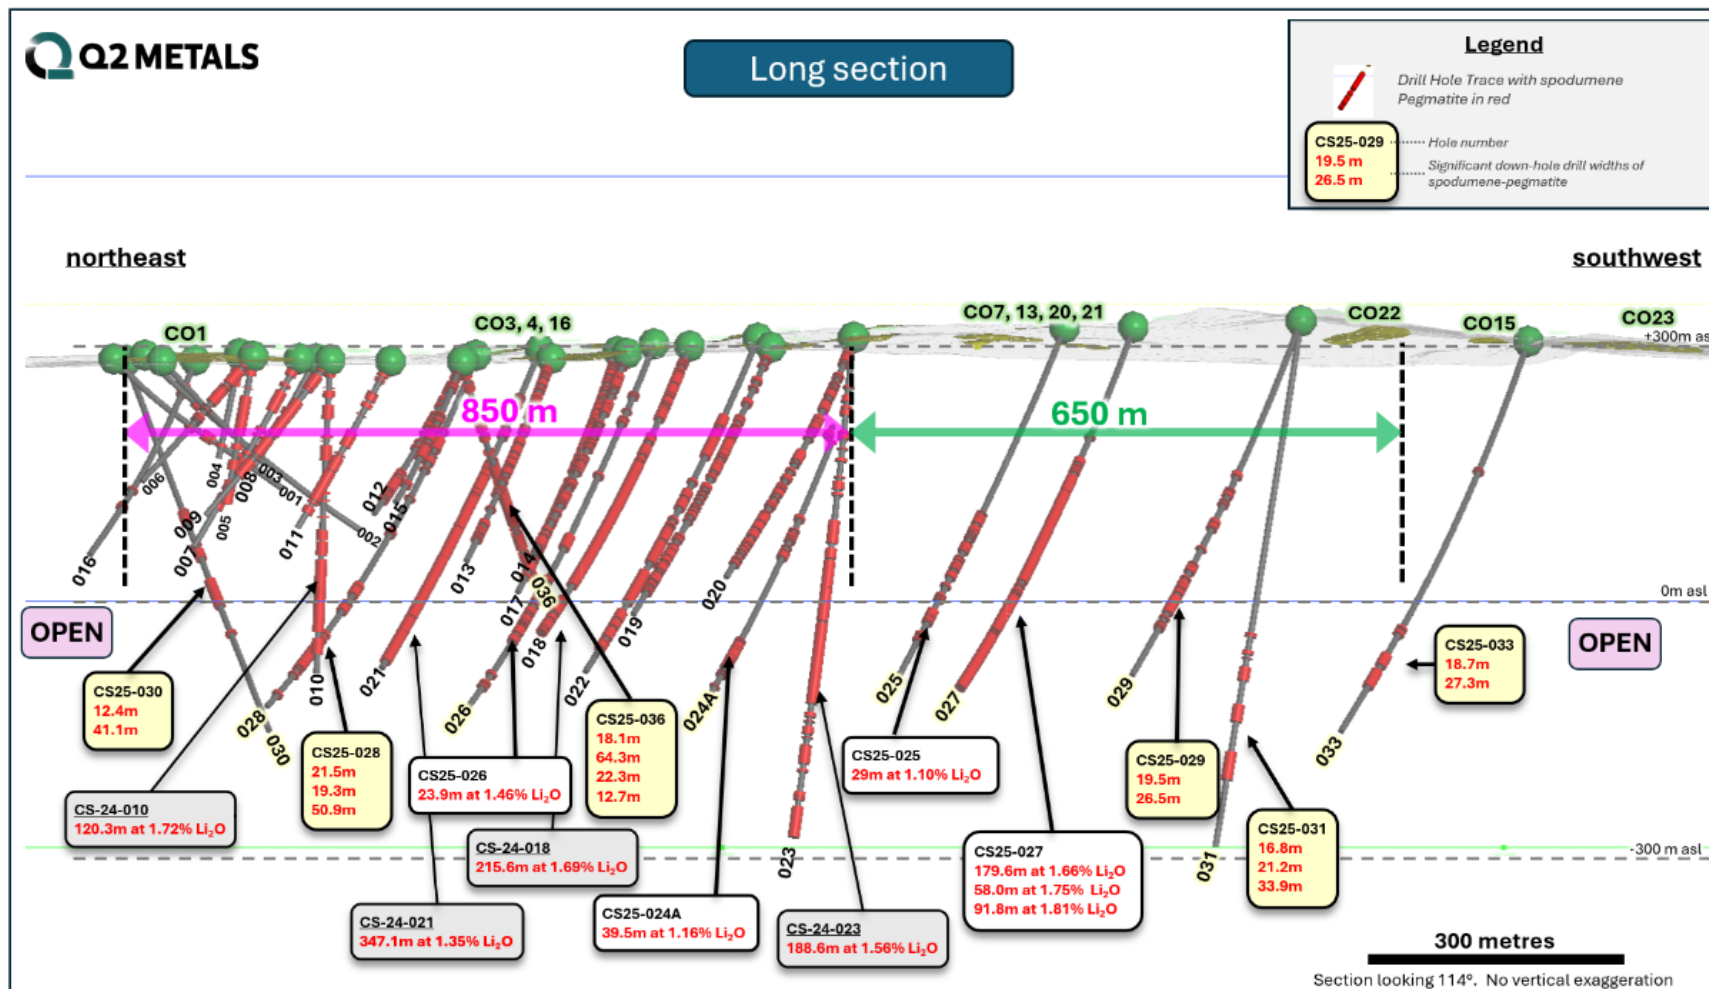 Q2 METALS
Long section
Legend
Drill Hole Trace with spodumene
Pegmatite in red
CS25-029
19.5 m
26.5 m
Hole number
Significant down-hole drill widths of
spodumene-pegmatite
northeast
southwest
CO1
CO3, 4, 16
CO7, 13, 20, 21
CO22
CO15
CO23
+300m as
850 m
650 m
006
004
003
008
001
012
009
005
011
002
015
007
016
013
014
036
017
020
018
019
0m asl
OPEN
OPEN
010
021
022
026
024A
025
027
029
028
030
033
023
031
CS25-030
12.4m
41.1m
CS25-028
21.5m
19.3m
50.9m
CS25-026
23.9m at 1.46% Li₂O
CS25-036
18.1m
64.3m
22.3m
12.7m
CS25-025
29m at 1.10% Li₂O
CS25-029
19.5m
26.5m
CS25-033
18.7m
27.3m
CS-24-010
120.3m at 1.72% Li₂O
CS-24-018
215.6m at 1.69% Li₂O
CS25-027
179.6m at 1.66% Li₂O
58.0m at 1.75% Li₂O
91.8m at 1.81% Li₂O
CS25-031
16.8m
21.2m
33.9m
-300 m asl
CS-24-021
347.1m at 1.35% Li₂O
CS25-024A
39.5m at 1.16% Li₂O
CS-24-023
188.6m at 1.56% Li₂O
300 metres
Section looking 114°. No vertical exaggeration